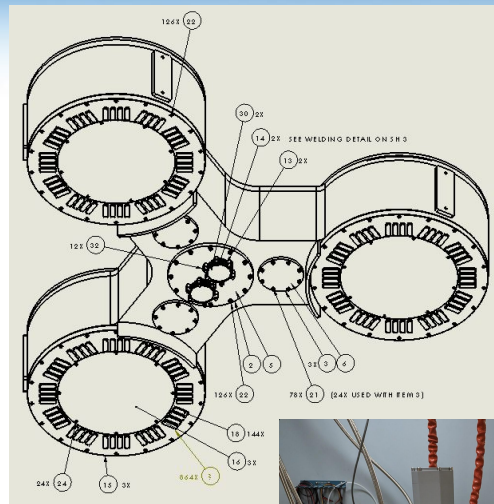 126X 22
30 2X
14 2X SEE WELDING DETAIL ON SH 3
13 2X
12X 32
2 5 3X 3 6
126X 22 78X 21 (24X USED WITH ITEM 3)
18 144X
16 3X
24X 24 15 3X 864X 7